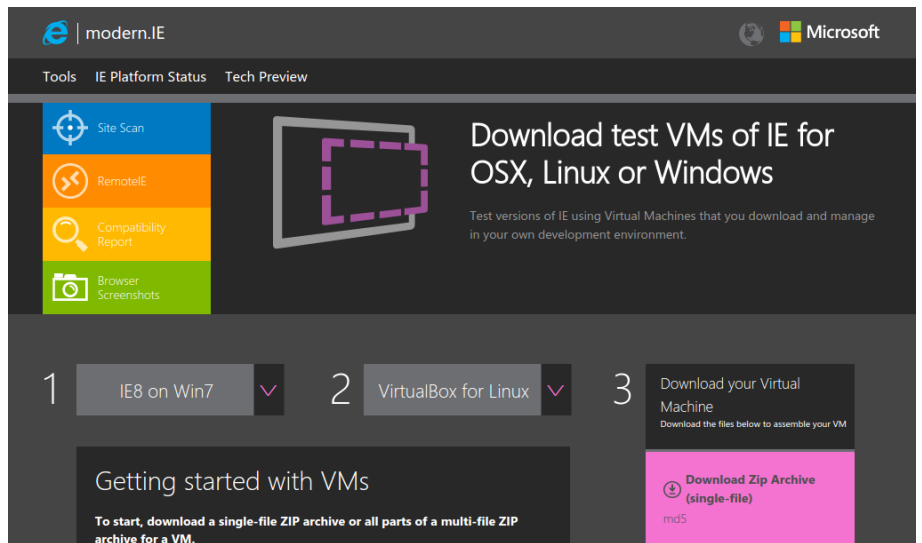 modern.IE
Microsoft
Tools IE Platform Status Tech Preview
Site Scan
RemoteIE
Compatibility
Report
Browser
Screenshots
Download test VMs of IE for
OSX, Linux or Windows
Test versions of IE using Virtual Machines that you download and manage
in your own development environment.
1 IE8 on Win7
2 VirtualBox for Linux
3 Download your Virtual
Machine
Download the files below to assemble your VM
Getting started with VMs
To start, download a single-file ZIP archive or all parts of a multi-file ZIP
archive for a VM.
Download Zip Archive
(single-file)
md5